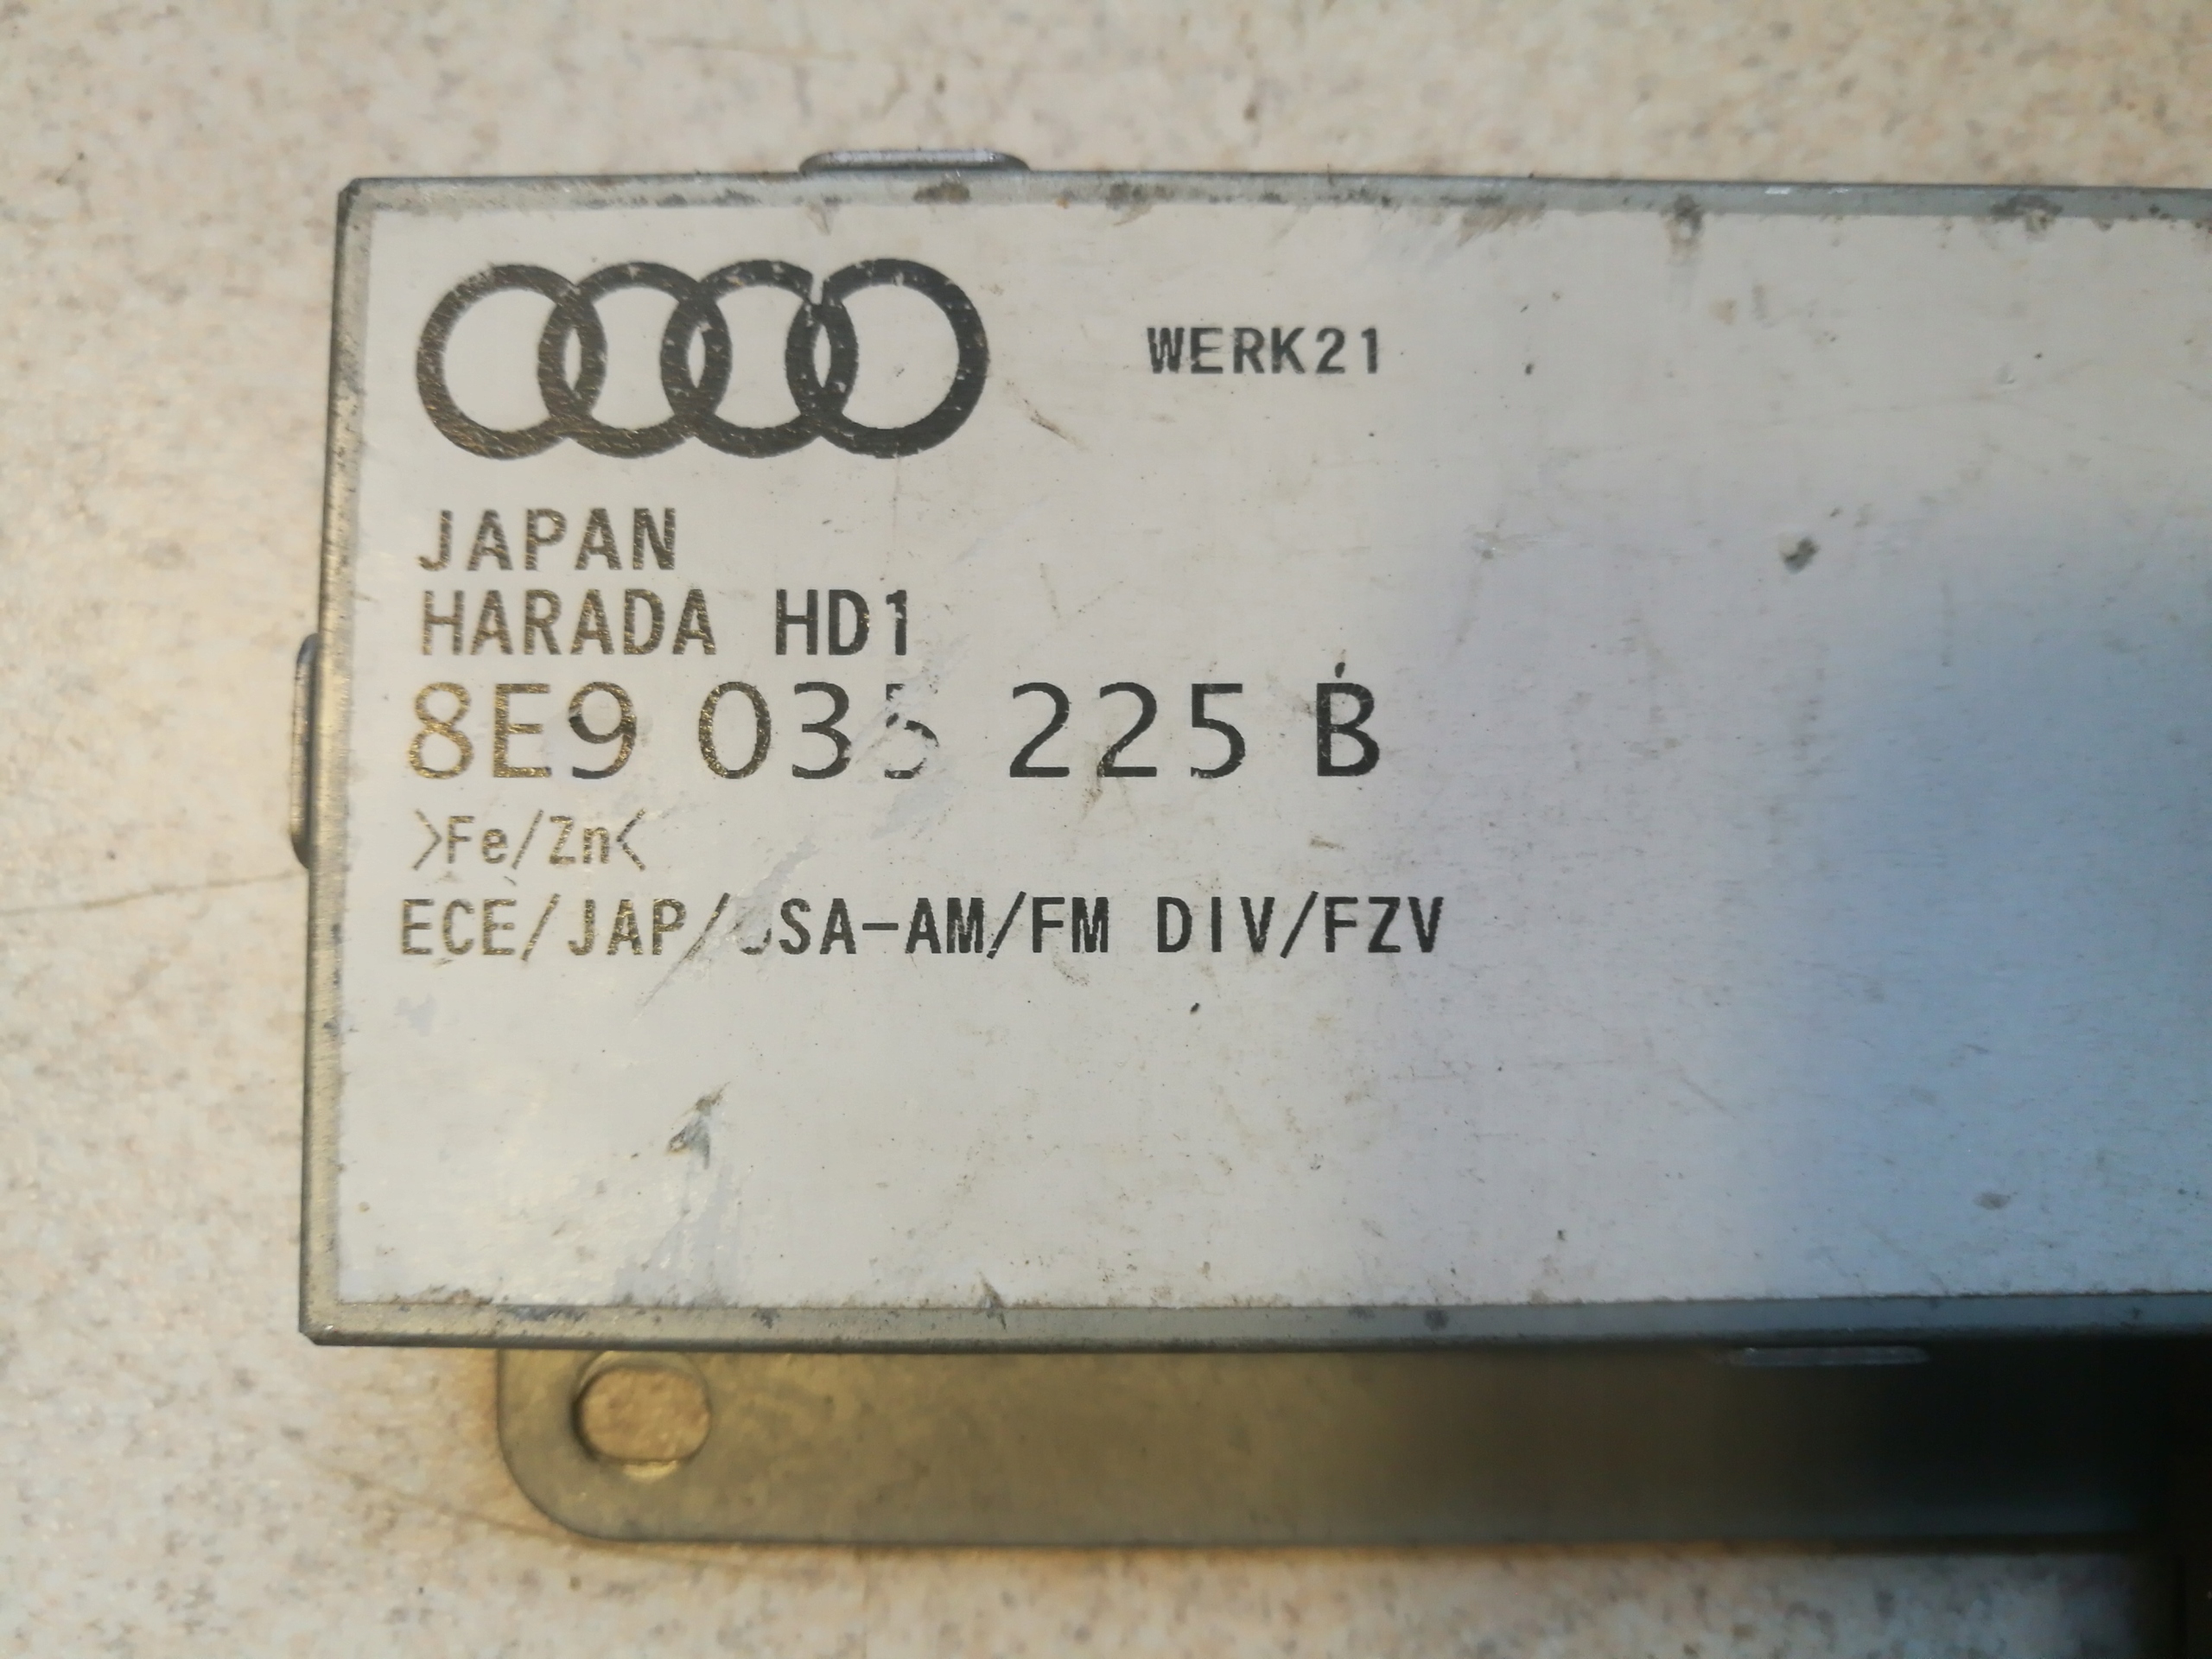 WERK21
JAPAN
HARADA HD1
8E9 035 225 B
>Fe/Zn<
ECE/JAP/USA-AM/FM DIV/FZV